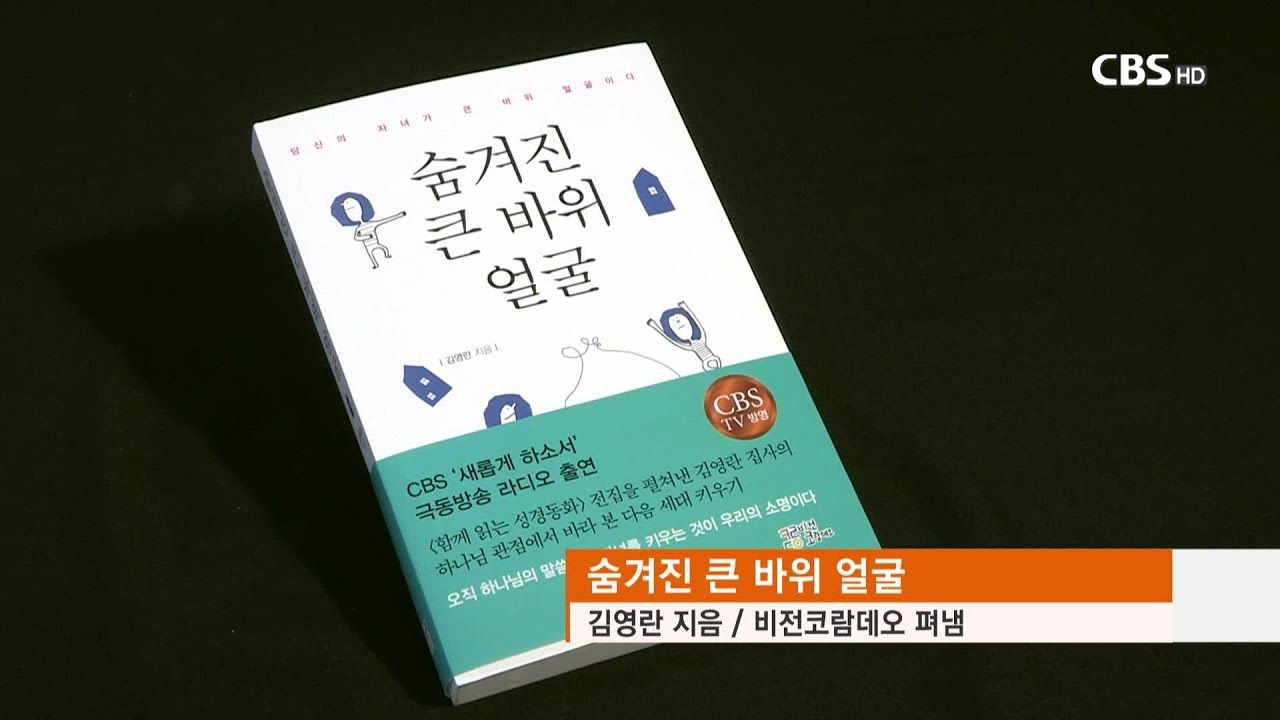 CBS HD
당신의 자녀가 큰 바위 얼굴이다
숨겨진
큰 바위
얼굴
| 김영란 지음 |
CBS
TV 방영
CBS '새롭게 하소서'
극동방송 라디오 출연
〈함께 읽는 성경동화〉 전집을 펼쳐낸 김영란 집사의
하나님 관점에서 바라 본 다음 세대 키우기
오직 하나님의 말씀 키우는 것이 우리의 소명이다
숨겨진 큰 바위 얼굴
김영란 지음 / 비전코람데오 펴냄